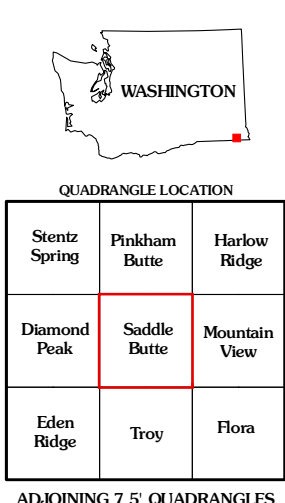 WASHINGTON
QUADRANGLE LOCATION
Stentz
Spring
Pinkham
Butte
Harlow
Ridge
Diamond
Peak
Saddle
Butte
Mountain
View
Eden
Ridge
Troy
Flora
ADJOINING 7.5' QUADRANGLES